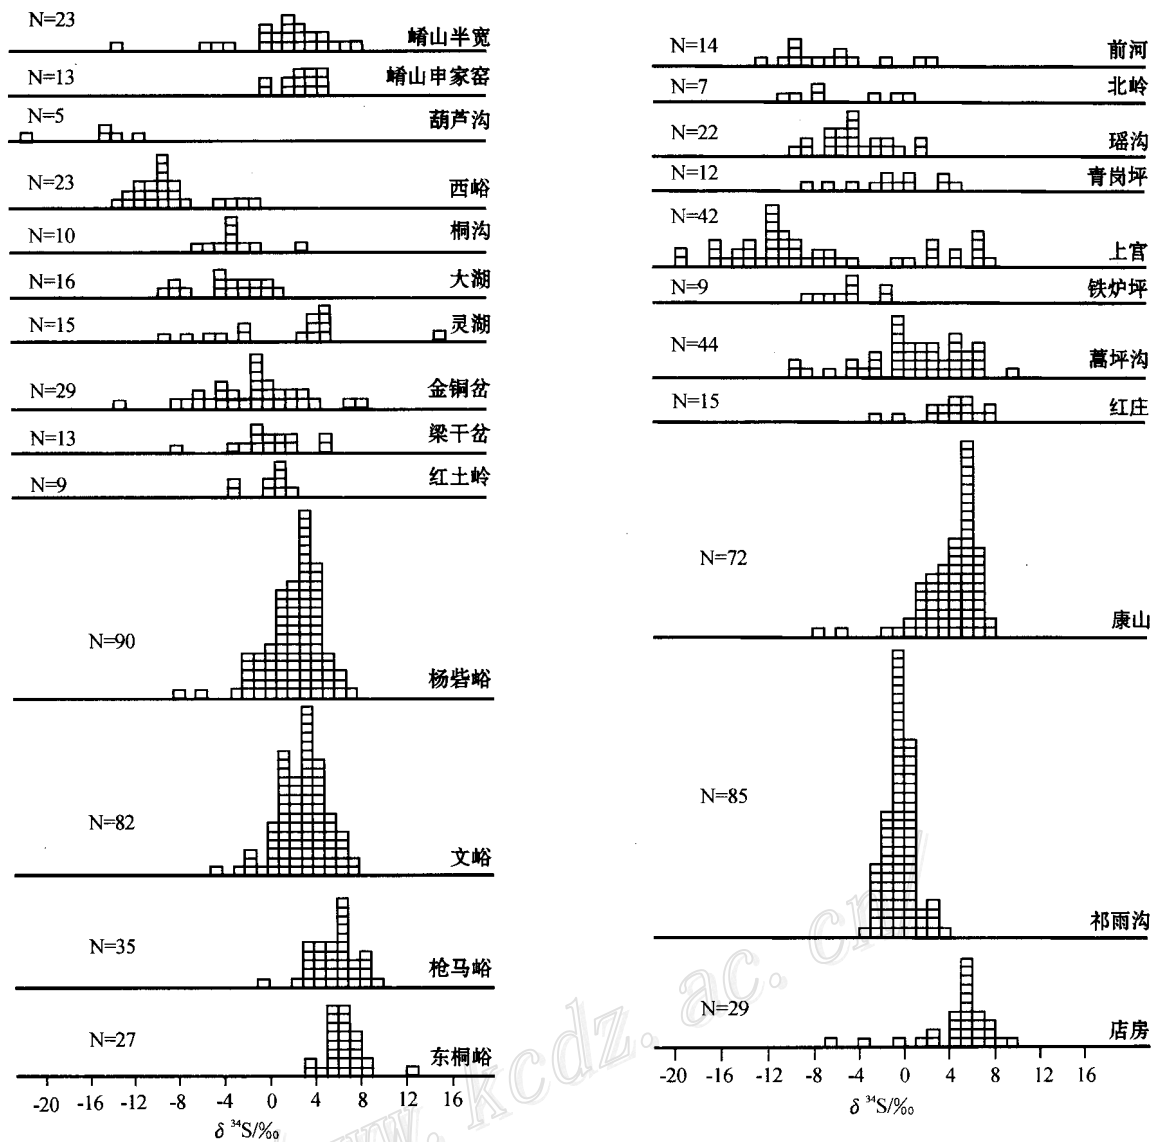 N=23
崤山半宽
N=13
崤山申家窑
N=5
葫芦沟
N=23
西峪
N=10
桐沟
N=16
大湖
N=15
灵湖
N=29
金铜岔
N=13
梁干岔
N=9
红土岭
N=90
杨砦峪
N=82
文峪
N=35
枪马峪
N=27
东桐峪
-20 -16 -12 -8 -4 0 4 8 12 16
δ ³⁴S/‰
N=14
前河
N=7
北岭
N=22
瑶沟
N=12
青岗坪
N=42
上宫
N=9
铁炉坪
N=44
蒿坪沟
N=15
红庄
N=72
康山
N=85
祁雨沟
N=29
店房
-20 -16 -12 -8 -4 0 4 8 12 16
δ ³⁴S/‰
www.kcdz.ac.cn/